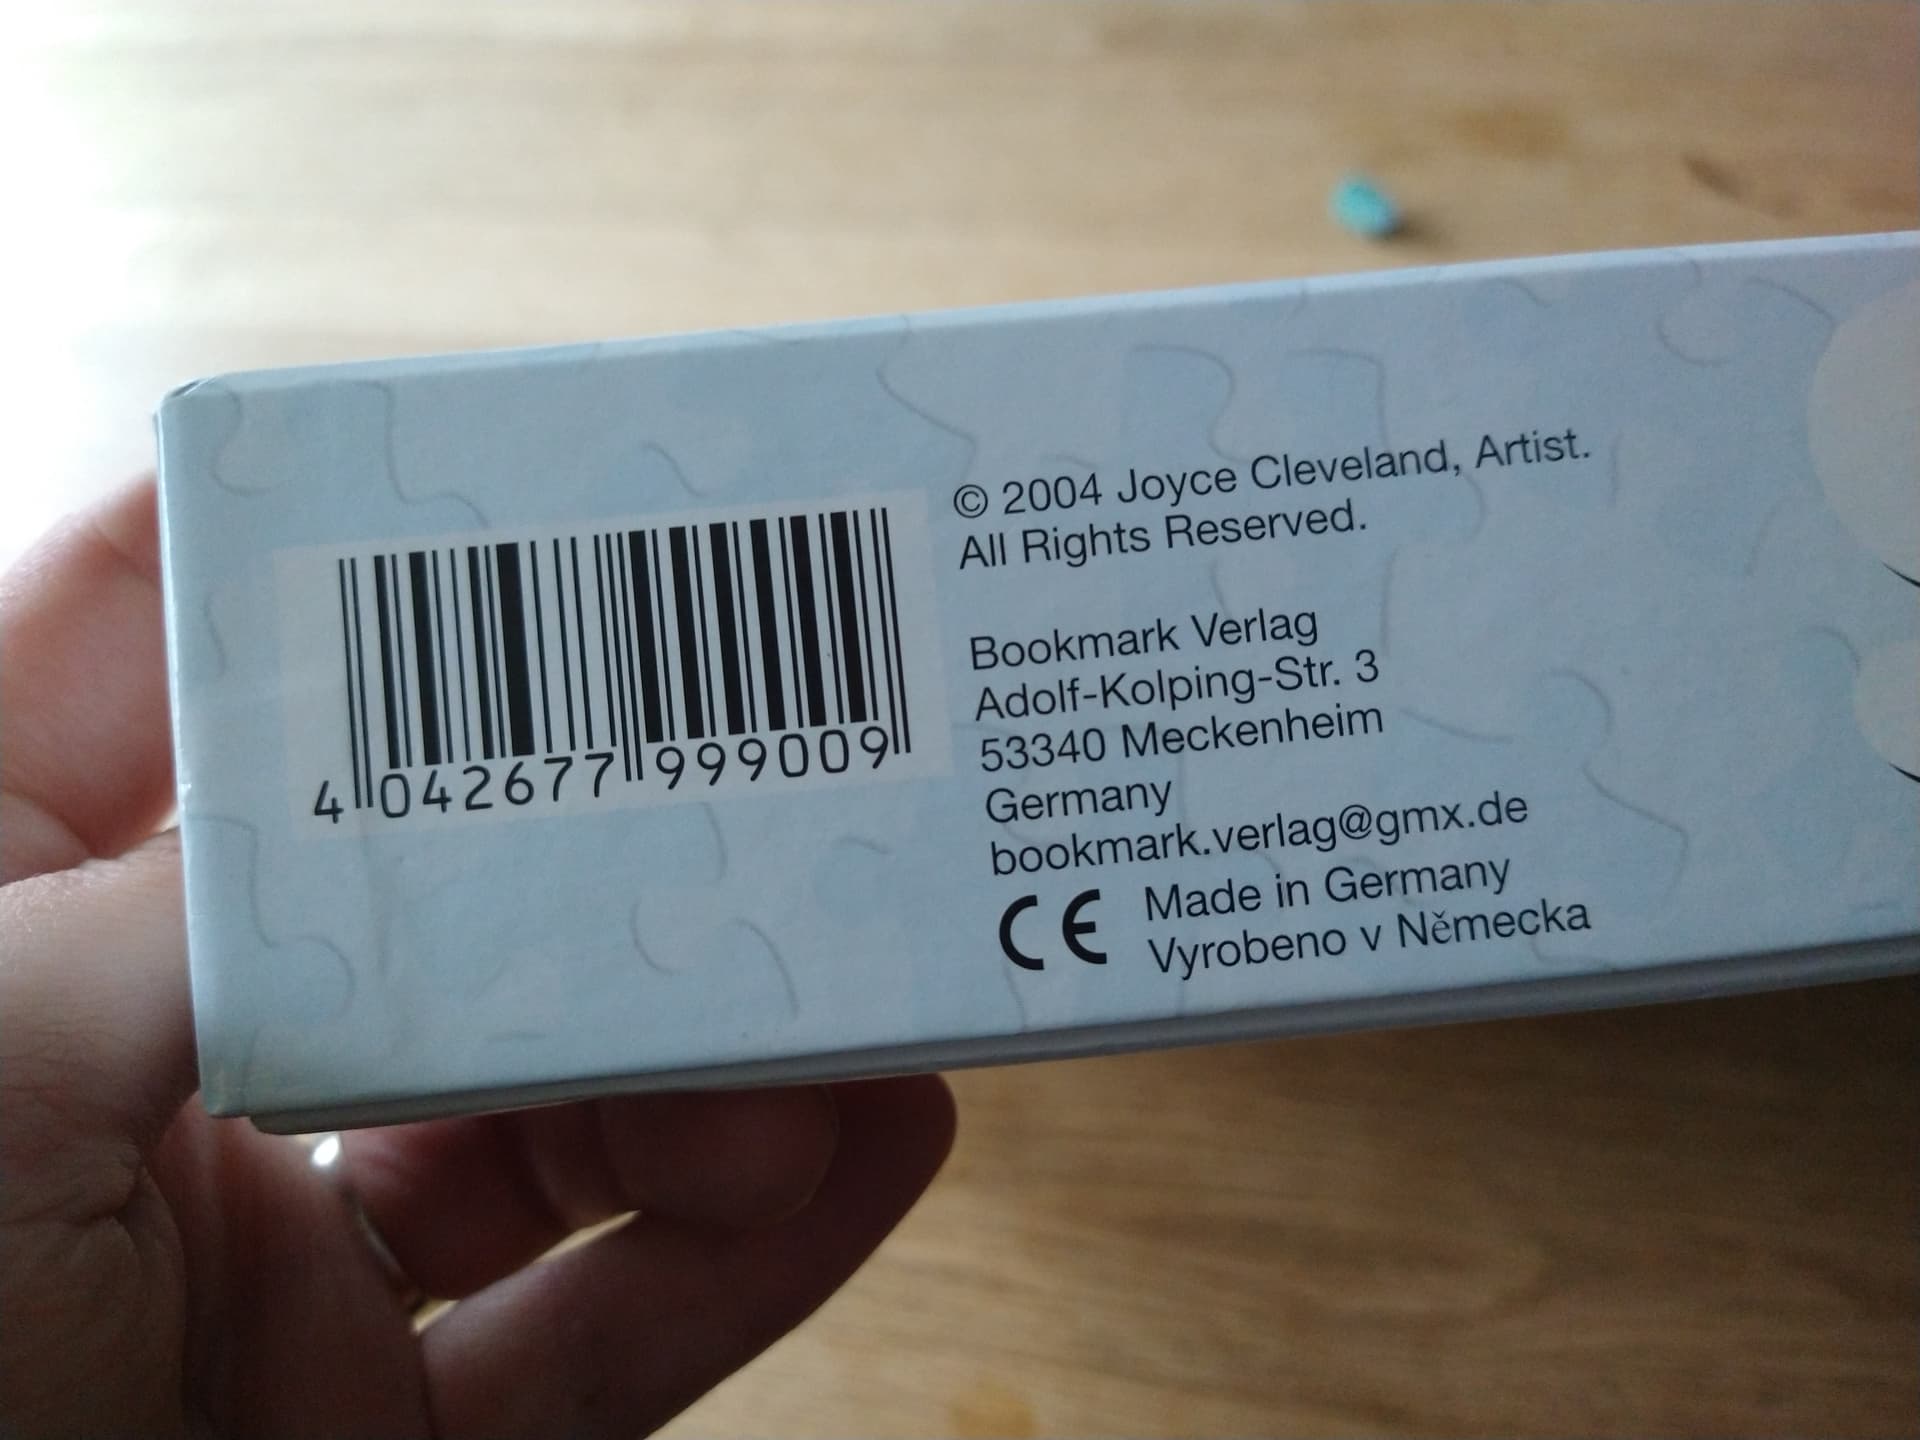 © 2004 Joyce Cleveland, Artist.
All Rights Reserved.
Bookmark Verlag
Adolf-Kolping-Str. 3
53340 Meckenheim
Germany
bookmark.verlag@gmx.de
CE Made in Germany
Vyrobeno v Německa
4 042677 999009